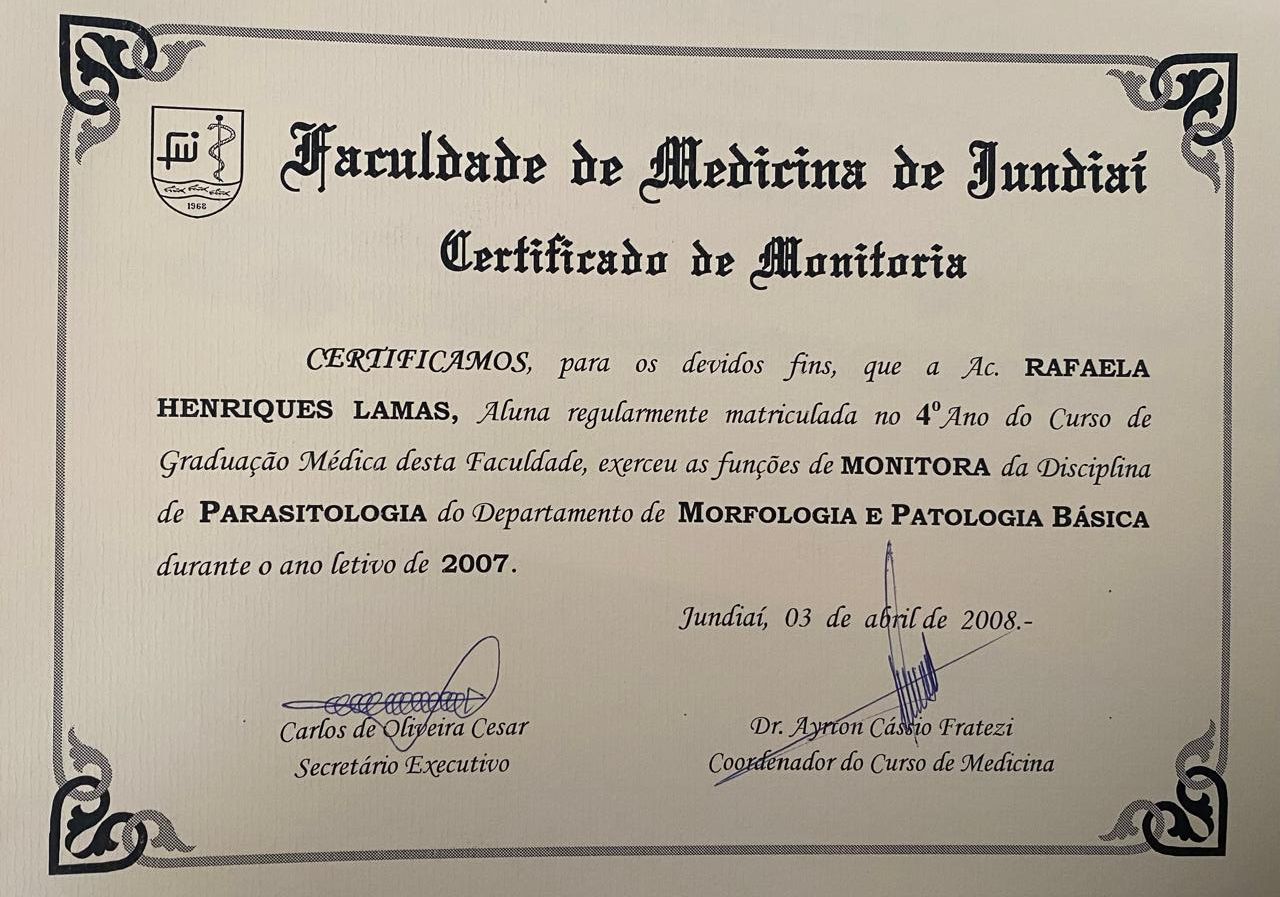 fmj
1968
Faculdade de Medicina de Jundiaí
Certificado de Monitoria
CERTIFICAMOS, para os devidos fins, que a Ac. RAFAELA
HENRIQUES LAMAS, Aluna regularmente matriculada no 4º Ano do Curso de
Graduação Médica desta Faculdade, exerceu as funções de MONITORA da Disciplina
de PARASITOLOGIA do Departamento de MORFOLOGIA E PATOLOGIA BÁSICA
durante o ano letivo de 2007.
Jundiaí, 03 de abril de 2008.-
Carlos de Oliveira Cesar
Secretário Executivo
Dr. Ayrton Cássio Fratezi
Coordenador do Curso de Medicina